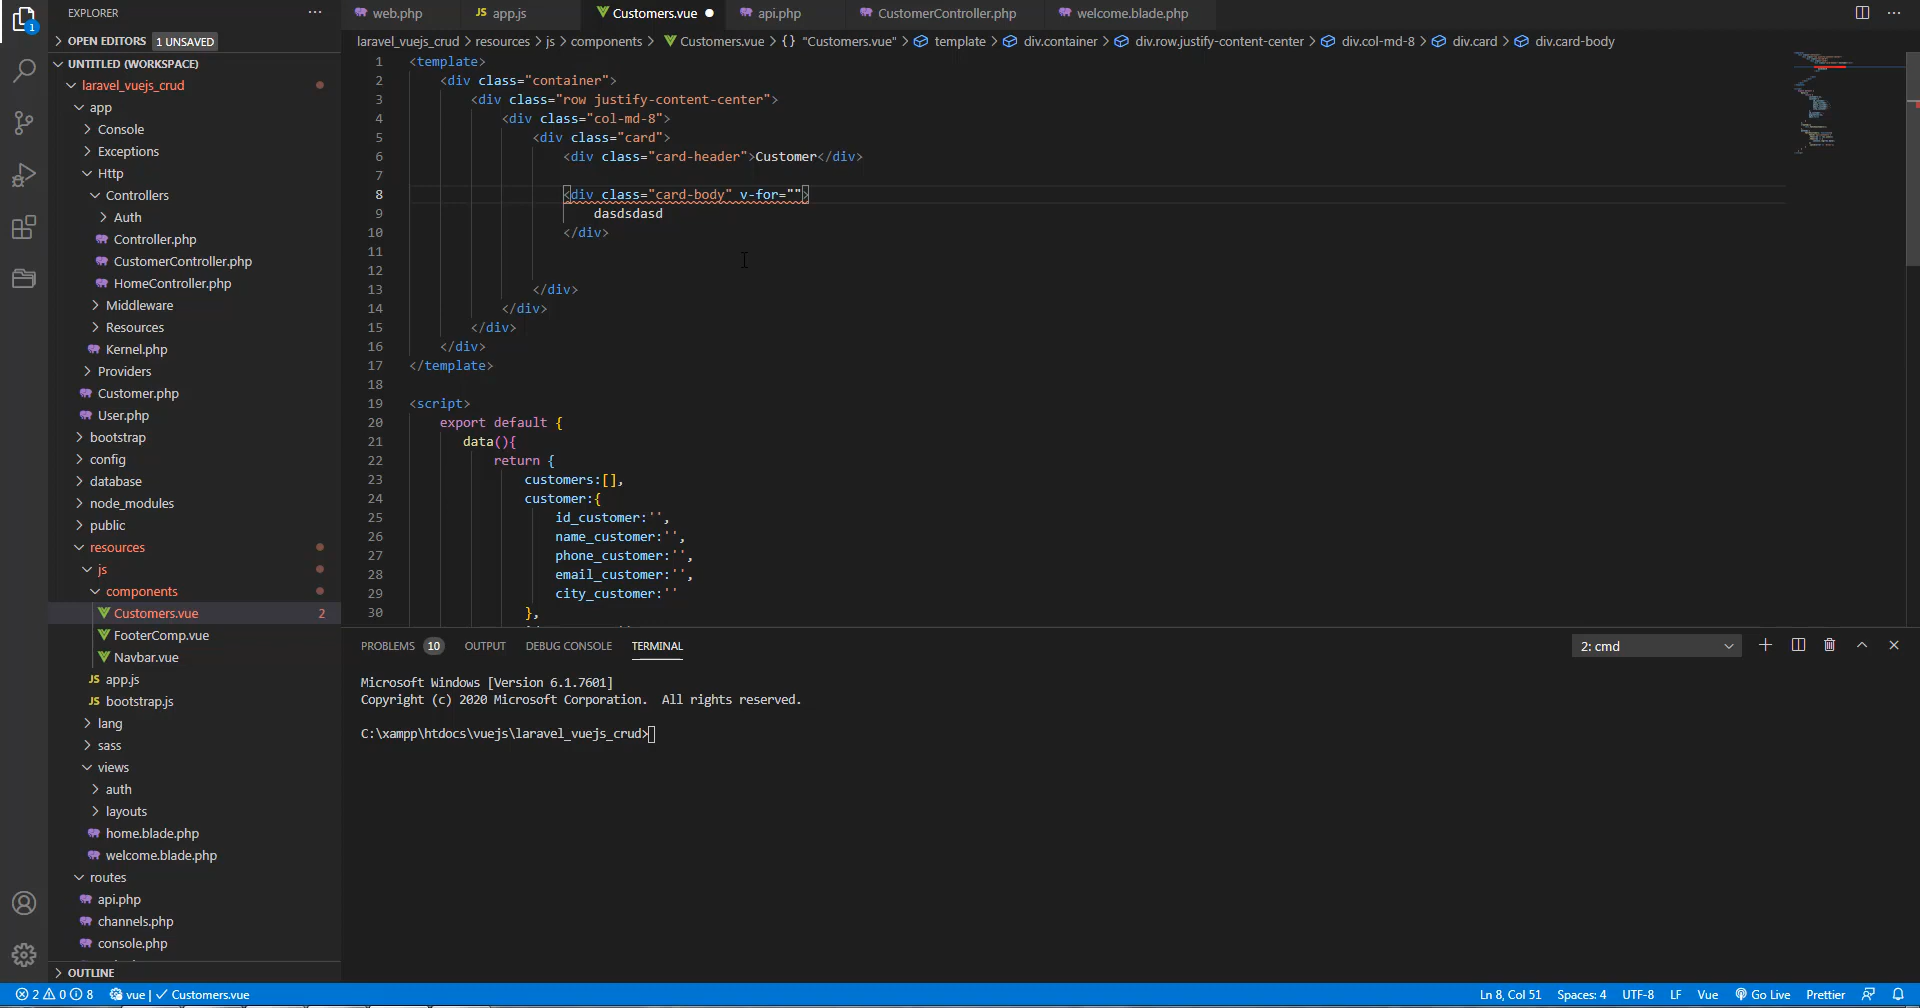 EXPLORER
OPEN EDITORS 1 UNSAVED
UNTITLED (WORKSPACE)
laravel_vuejs_crud
app
Console
Exceptions
Http
Controllers
Auth
Controller.php
CustomerController.php
HomeController.php
Middleware
Resources
Kernel.php
Providers
Customer.php
User.php
bootstrap
config
database
node_modules
public
resources
js
components
Customers.vue 2
FooterComp.vue
Navbar.vue
app.js
bootstrap.js
lang
sass
views
auth
layouts
home.blade.php
welcome.blade.php
routes
api.php
channels.php
console.php
OUTLINE
1
web.php JS app.js Customers.vue api.php CustomerController.php welcome.blade.php
laravel_vuejs_crud > resources > js > components > Customers.vue > {} "Customers.vue" > template > div.container > div.row.justify-content-center > div.col-md-8 > div.card > div.card-body
1 <template>
2 <div class="container">
3 <div class="row justify-content-center">
4 <div class="col-md-8">
5 <div class="card">
6 <div class="card-header">Customer</div>
7
8 <div class="card-body" v-for="">
9 dasdsdasd
10 </div>
11
12
13 </div>
14 </div>
15 </div>
16 </div>
17 </template>
18
19 <script>
20 export default {
21 data(){
22 return {
23 customers:[],
24 customer:{
25 id_customer:'',
26 name_customer:'',
27 phone_customer:'',
28 email_customer:'',
29 city_customer:''
30 },
PROBLEMS 10 OUTPUT DEBUG CONSOLE TERMINAL 2: cmd
Microsoft Windows [Version 6.1.7601]
Copyright (c) 2020 Microsoft Corporation. All rights reserved.
C:\xampp\htdocs\vuejs\laravel_vuejs_crud>
2 0 8 vue | ✓ Customers.vue Ln 8, Col 51 Spaces: 4 UTF-8 LF Vue Go Live Prettier